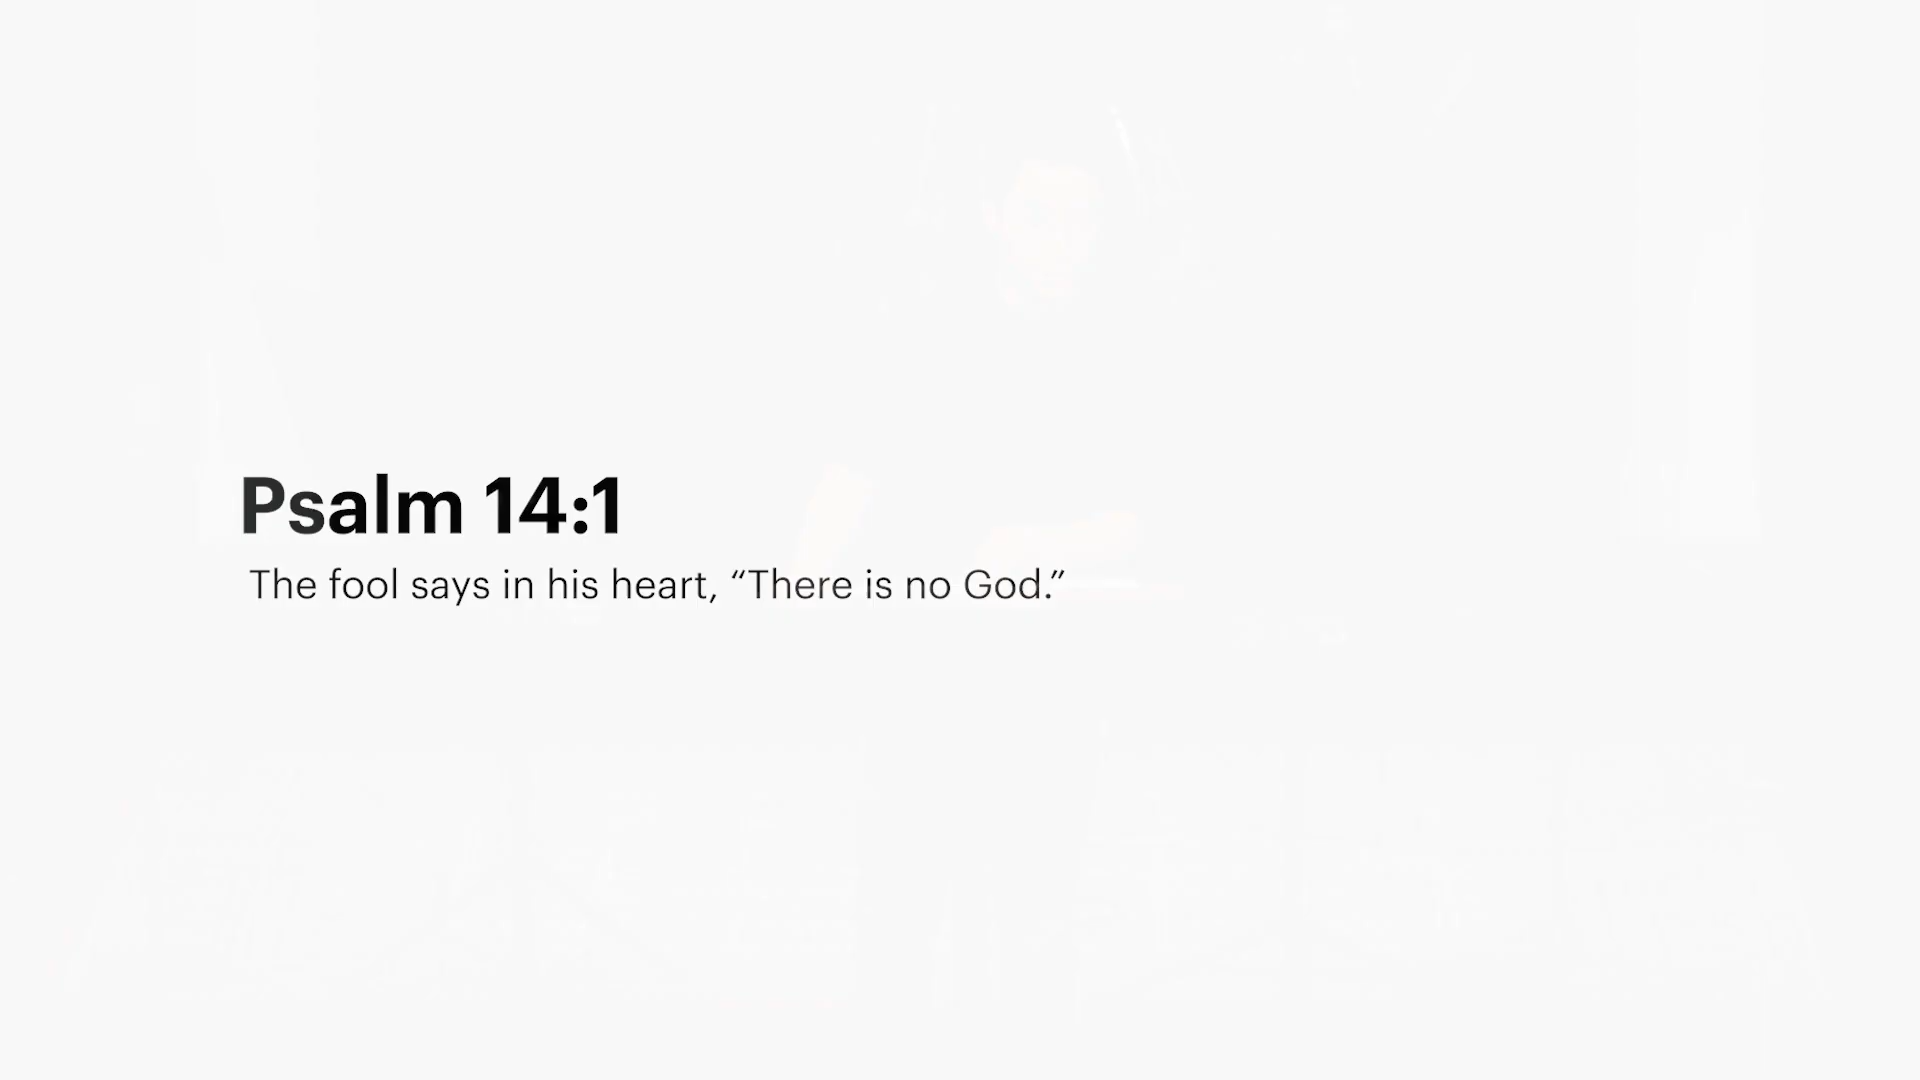 Psalm 14:1
The fool says in his heart, “There is no God.”